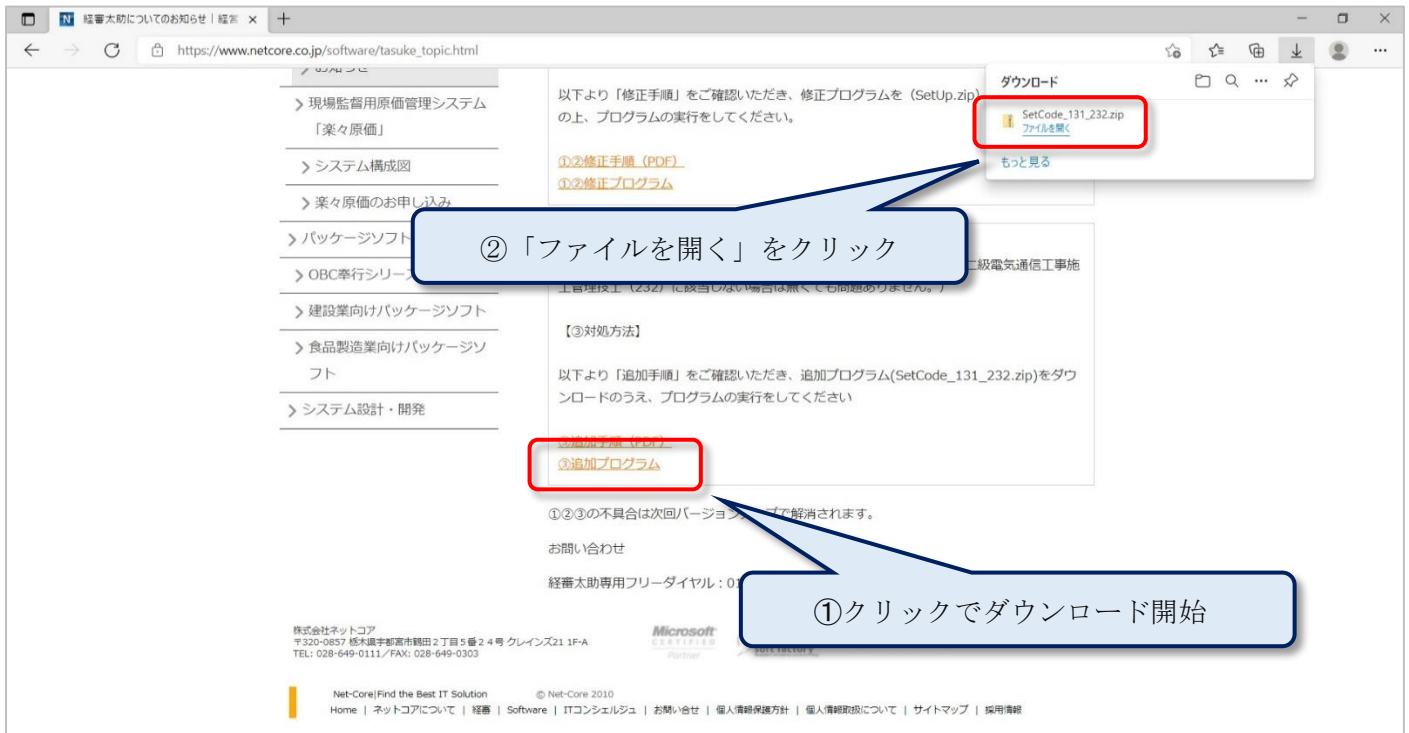 経審太助についてのお知らせ | 経営
https://www.netcore.co.jp/software/tasuke_topic.html
お知らせ
現場監督用原価管理システム
「楽々原価」
システム構成図
楽々原価のお申し込み
パッケージソフト
OBC奉行シリーズ
建設業向けパッケージソフト
食品製造業向けパッケージソ
フト
システム設計・開発
以下より「修正手順」をご確認いただき、修正プログラムを（SetUp.zip）
の上、プログラムの実行をしてください。
①②修正手順（PDF）
①②修正プログラム
ダウンロード
SetCode_131_232.zip
ファイルを開く
もっと見る
②「ファイルを開く」をクリック
二級電気通信工事施
工管理技士（232）に該当しない場合は無くても問題ありません。）
【③対処方法】
以下より「追加手順」をご確認いただき、追加プログラム(SetCode_131_232.zip)をダウ
ンロードのうえ、プログラムの実行をしてください
③追加手順（PDF）
③追加プログラム
①②③の不具合は次回バージョンアップで解消されます。
お問い合わせ
経審太助専用フリーダイヤル：01
①クリックでダウンロード開始
株式会社ネットコア
〒320-0857 栃木県宇都宮市鶴田2丁目5番24号 クレインズ21 1F-A
TEL: 028-649-0111／FAX: 028-649-0303
Microsoft
CERTIFIED
Partner
Soft Factory
Net-Core|Find the Best IT Solution © Net-Core 2010
Home | ネットコアについて | 経審 | Software | ITコンシェルジュ | お問い合せ | 個人情報保護方針 | 個人情報取扱について | サイトマップ | 採用情報